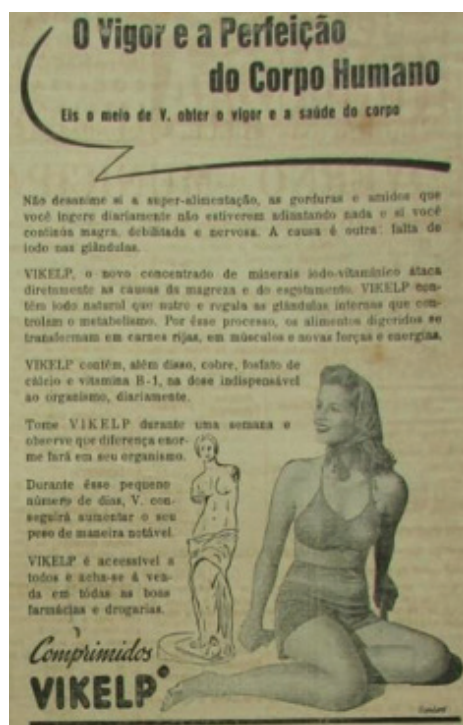 O Vigor e a Perfeição
do Corpo Humano
Eis o meio de V. obter o vigor e a saúde do corpo
Não desanime si a super-alimentação, as gorduras e amidos que
você ingere diariamente não estiverem adiantando nada e si você
continúa magra, debilitada e nervosa. A causa é outra: falta de
iodo nas glândulas.
VIKELP, o novo concentrado de minerais iodo-vitamínico ataca
diretamente as causas da magreza e do esgotamento. VIKELP con-
têm iodo natural que nutre e regula as glândulas internas que con-
trolam o metabolismo. Por êsse processo, os alimentos digeridos se
transformam em carnes rijas, em músculos e novas forças e energias.
VIKELP contêm, além disso, cobre, fosfato de
cálcio e vitamina B-1, na dose indispensável
ao organismo, diariamente.
Tome VIKELP durante uma semana e
observe que diferença enor-
me fará em seu organismo.
Durante êsse pequeno
número de dias, V. con-
seguirá aumentar o seu
peso de maneira notável.
VIKELP é accessível a
todos e acha-se á ven-
da em tôdas as boas
farmácias e drogarias.
Comprimidos
VIKELP